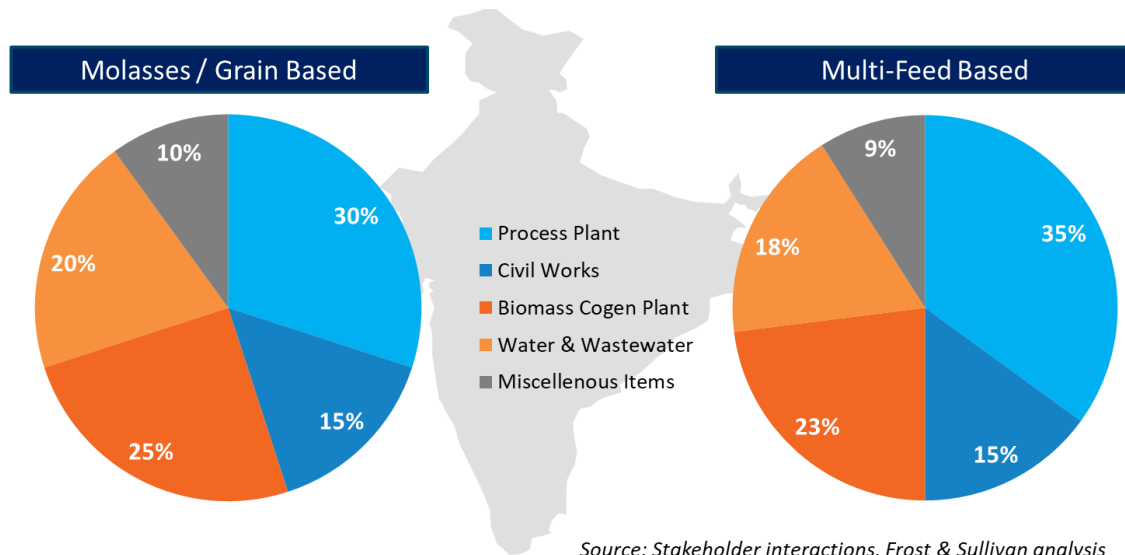 Molasses / Grain Based
Multi-Feed Based
10%
30%
20%
15%
25%
Process Plant
Civil Works
Biomass Cogen Plant
Water & Wastewater
Miscellenous Items
9%
35%
18%
23%
15%
Source: Stakeholder interactions, Frost & Sullivan analysis